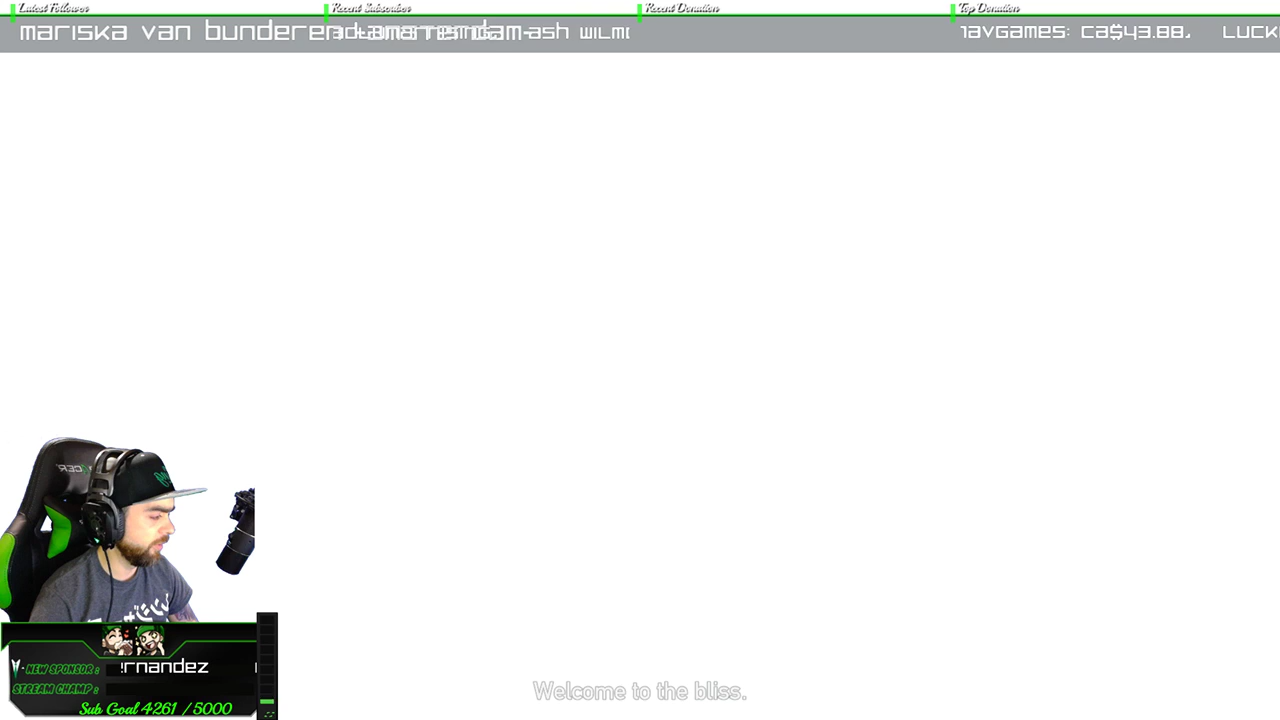 Latest Follower
Recent Subscriber
Recent Donation
Top Donation
mariska van bunderen
ash wilm
navgames: CA$43.88,
LUCK
NEW SPONSOR :
rnandez
STREAM CHAMP :
Sub Goal 4261 / 5000
Welcome to the bliss.